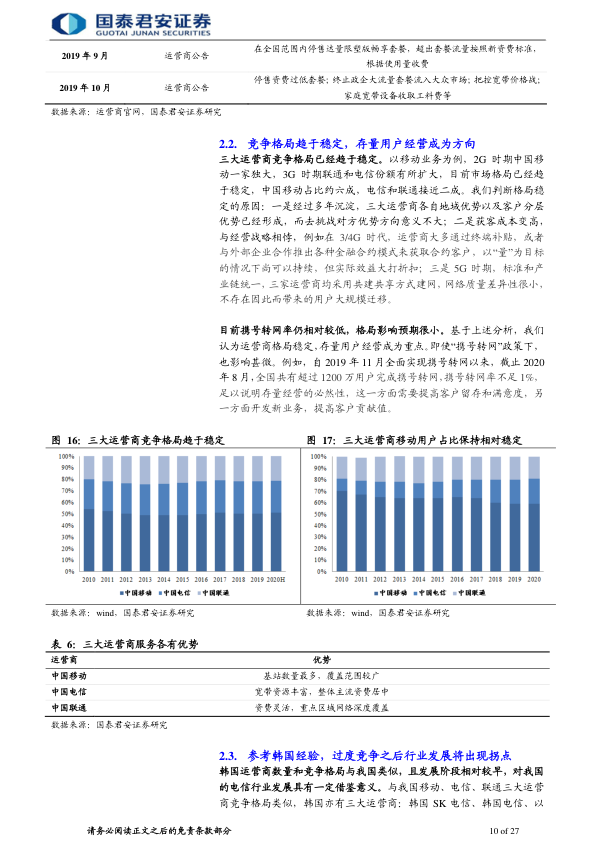 国泰君安证券
GUOTAI JUNAN SECURITIES
2019 年 9 月 运营商公告 在全国范围内停售达量限塑版畅享套餐，超出套餐流量按照新资费标准，
根据使用量收费
2019 年 10 月 运营商公告 停售资费过低套餐；终止政企大流量套餐流入大众市场；把控宽带价格战；
家庭宽带设备收取工料费等
数据来源：运营商官网、国泰君安证券研究
2.2. 竞争格局趋于稳定，存量用户经营成为方向
三大运营商竞争格局已经趋于稳定。以移动业务为例，2G 时期中国移
动一家独大，3G 时期联通和电信份额有所扩大，目前市场格局已经趋
于稳定，中国移动占比约六成，电信和联通接近二成。我们判断格局稳
定的原因：一是经过多年沉淀，三大运营商各自地域优势以及客户分层
优势已经形成，而去挑战对方优势方向意义不大；二是获客成本变高，
与经营战略相悖，例如在 3/4G 时代，运营商大多通过终端补贴，或者
与外部企业合作推出各种金融合约模式来获取合约客户，以“量”为目标
的情况下尚可以持续，但实际效益大打折扣；三是 5G 时期，标准和产
业链统一，三家运营商均采用共建共享方式建网，网络质量差异性很小，
不存在因此而带来的用户大规模迁移。
目前携号转网率仍相对较低，格局影响预期很小。基于上述分析，我们
认为运营商格局稳定，存量用户经营成为重点。即使“携号转网”政策下，
也影响甚微。例如，自 2019 年 11 月全面实现携号转网以来，截止 2020
年 8 月，全国共有超过 1200 万用户完成携号转网，携号转网率不足 1%，
足以说明存量经营的必然性，这一方面需要提高客户留存和满意度，另
一方面开发新业务，提高客户贡献值。
图 16：三大运营商竞争格局趋于稳定 图 17：三大运营商移动用户占比保持相对稳定
100% 100%
90% 90%
80% 80%
70% 70%
60% 60%
50% 50%
40% 40%
30% 30%
20% 20%
10% 10%
0% 0%
2010 2011 2012 2013 2014 2015 2016 2017 2018 2019 2020H 2010 2011 2012 2013 2014 2015 2016 2017 2018 2019 2020
中国移动 中国电信 中国联通 中国移动 中国电信 中国联通
数据来源：wind，国泰君安证券研究 数据来源：wind，国泰君安证券研究
表 6：三大运营商服务各有优势
运营商 优势
中国移动 基站数量最多，覆盖范围较广
中国电信 宽带资源丰富，整体主流资费居中
中国联通 资费灵活，重点区域网络深度覆盖
数据来源：国泰君安证券研究
2.3. 参考韩国经验，过度竞争之后行业发展将出现拐点
韩国运营商数量和竞争格局与我国类似，且发展阶段相对较早，对我国
的电信行业发展具有一定借鉴意义。与我国移动、电信、联通三大运营
商竞争格局类似，韩国亦有三大运营商：韩国 SK 电信、韩国电信、以
请务必阅读正文之后的免责条款部分 10 of 27